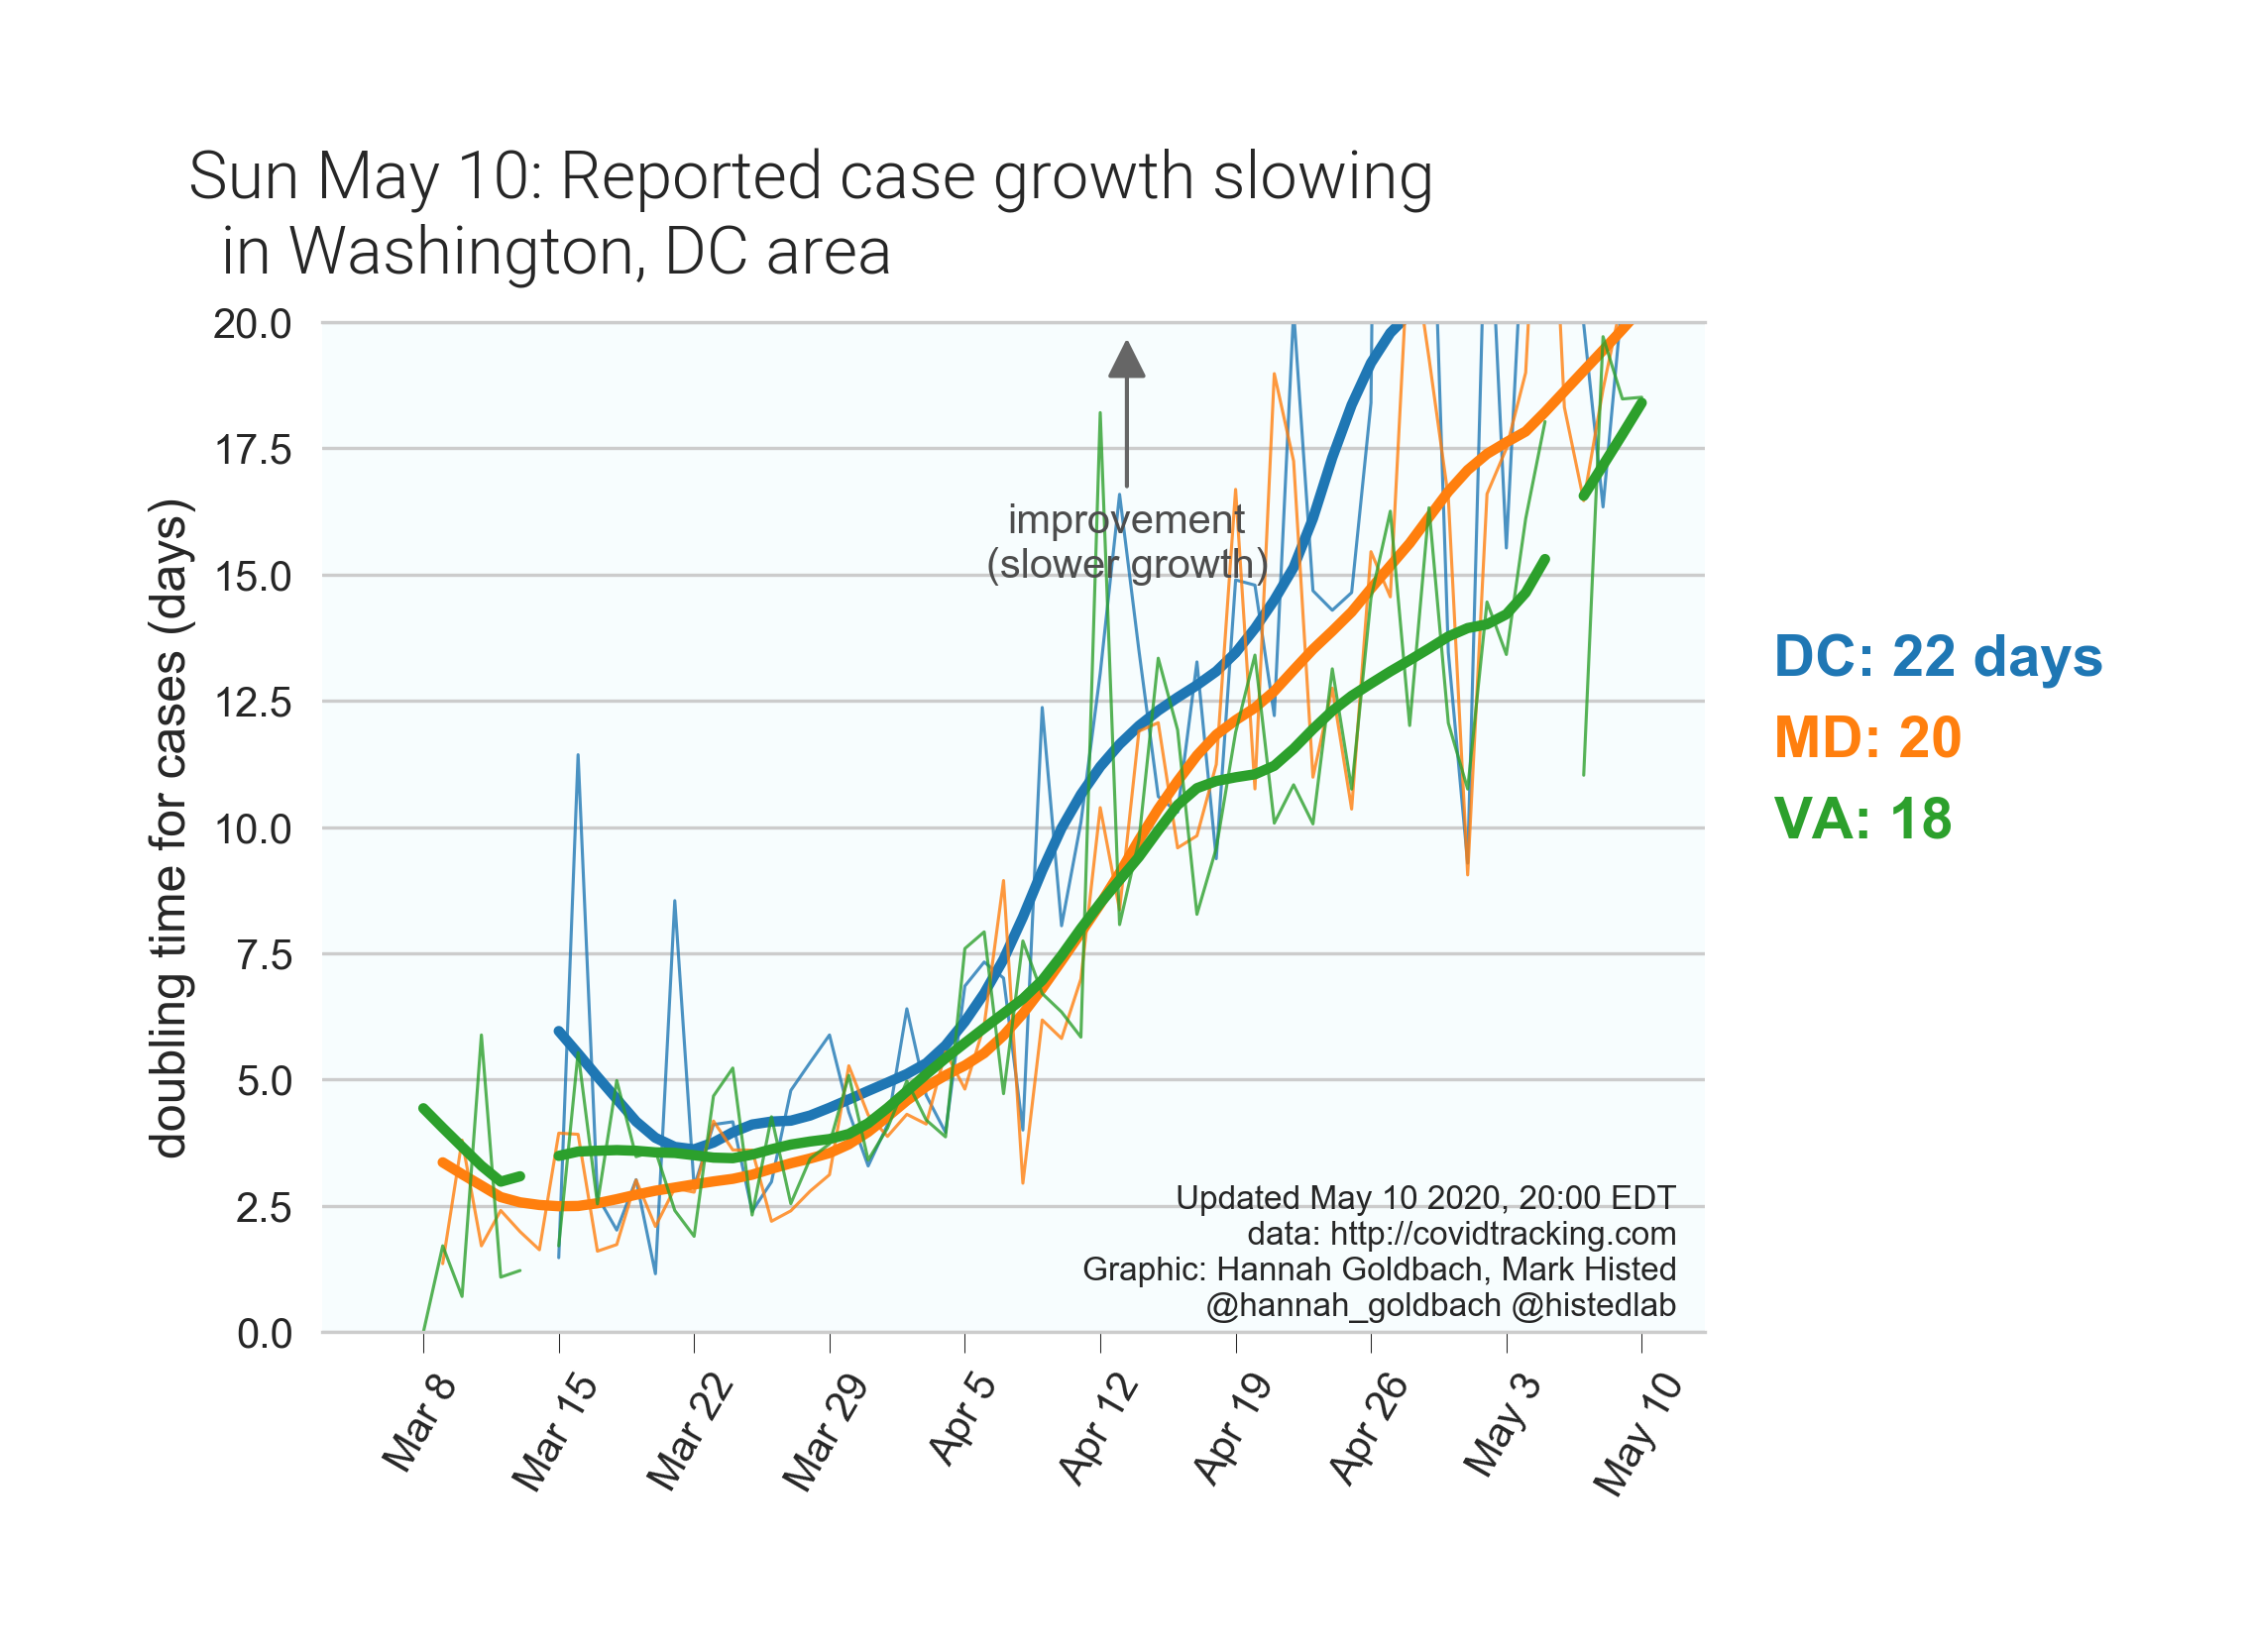 Sun May 10: Reported case growth slowing
in Washington, DC area
doubling time for cases (days)
20.0
17.5
15.0
12.5
10.0
7.5
5.0
2.5
0.0
improvement
(slower growth)
DC: 22 days
MD: 20
VA: 18
Updated May 10 2020, 20:00 EDT
data: http://covidtracking.com
Graphic: Hannah Goldbach, Mark Histed
@hannah_goldbach @histedlab
Mar 8
Mar 15
Mar 22
Mar 29
Apr 5
Apr 12
Apr 19
Apr 26
May 3
May 10